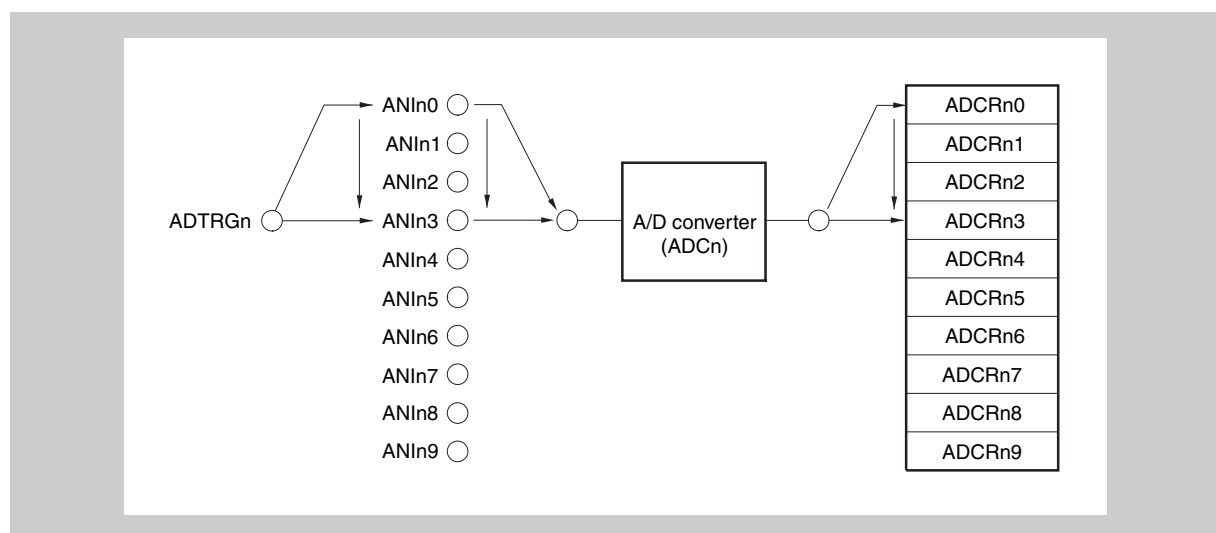 ANIn0
ADCRn0
ANIn1
ADCRn1
ANIn2
ADCRn2
ADTRGn
ANIn3
A/D converter
(ADCn)
ADCRn3
ANIn4
ADCRn4
ANIn5
ADCRn5
ANIn6
ADCRn6
ANIn7
ADCRn7
ANIn8
ADCRn8
ANIn9
ADCRn9